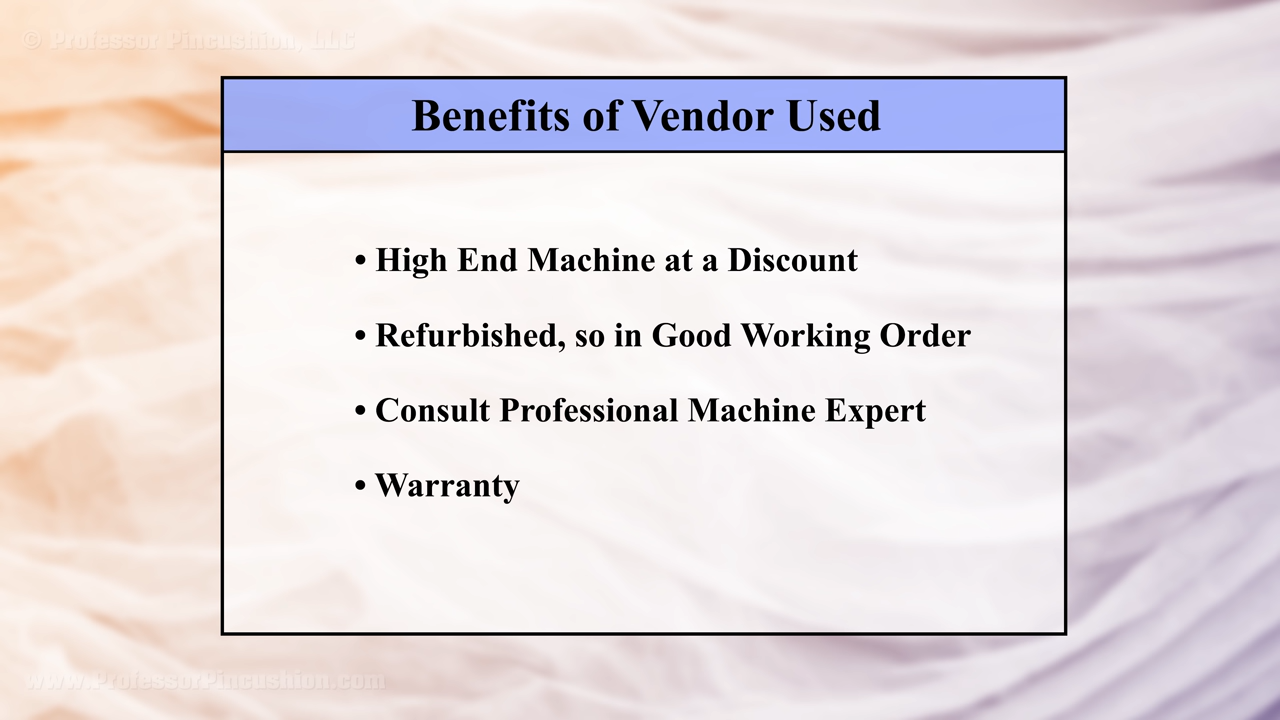 © Professor Pincushion, LLC
Benefits of Vendor Used
• High End Machine at a Discount
• Refurbished, so in Good Working Order
• Consult Professional Machine Expert
• Warranty
www.ProfessorPincushion.com